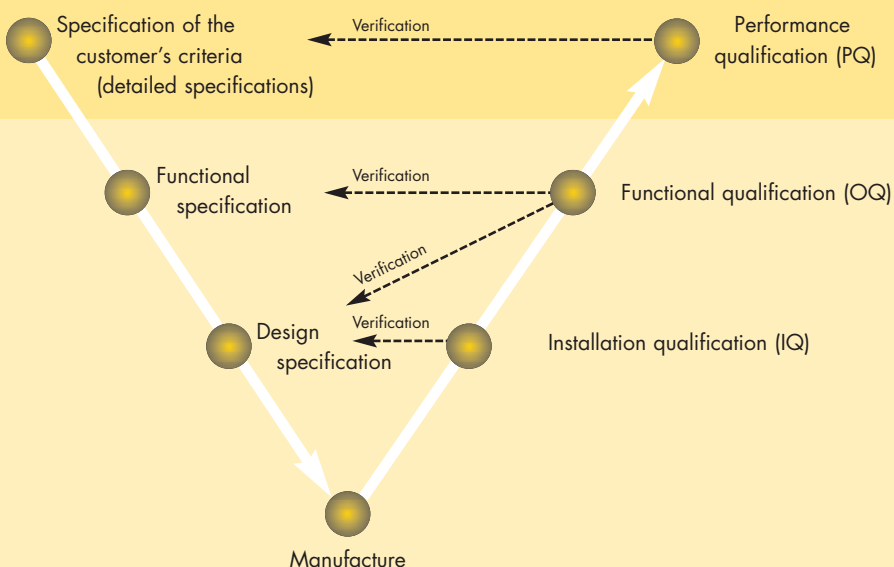 Specification of the
customer’s criteria
(detailed specifications)
Verification
Performance
qualification (PQ)
Functional
specification
Verification
Functional qualification (OQ)
Verification
Design
specification
Verification
Installation qualification (IQ)
Manufacture